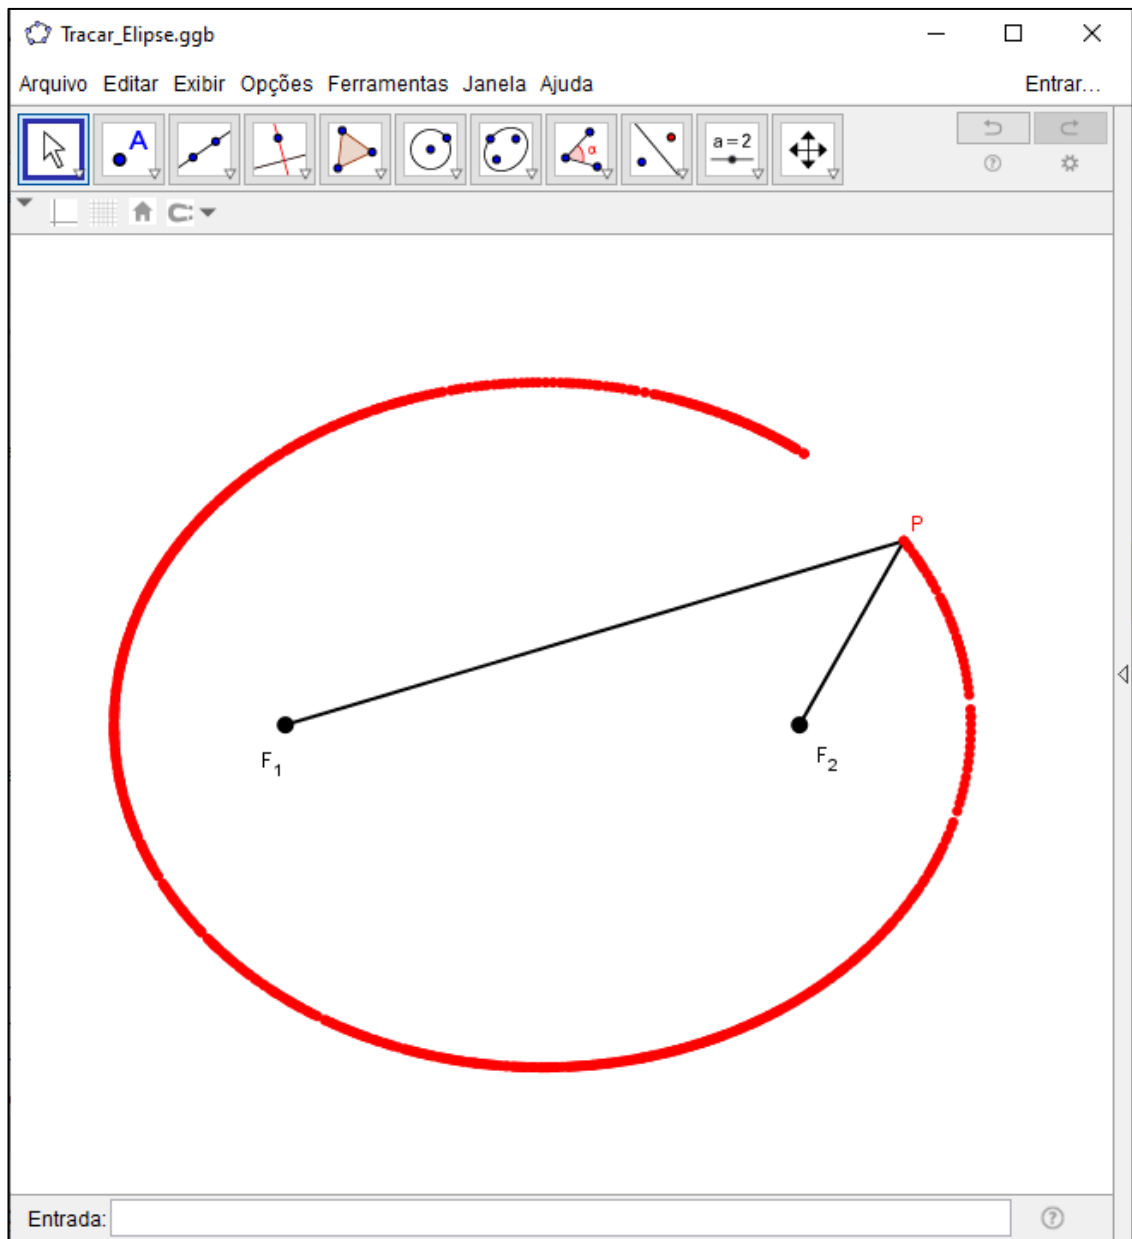 Tracar_Elipse.ggb
Arquivo Editar Exibir Opções Ferramentas Janela Ajuda Entrar...
A α a=2
P
F₁ F₂
Entrada: